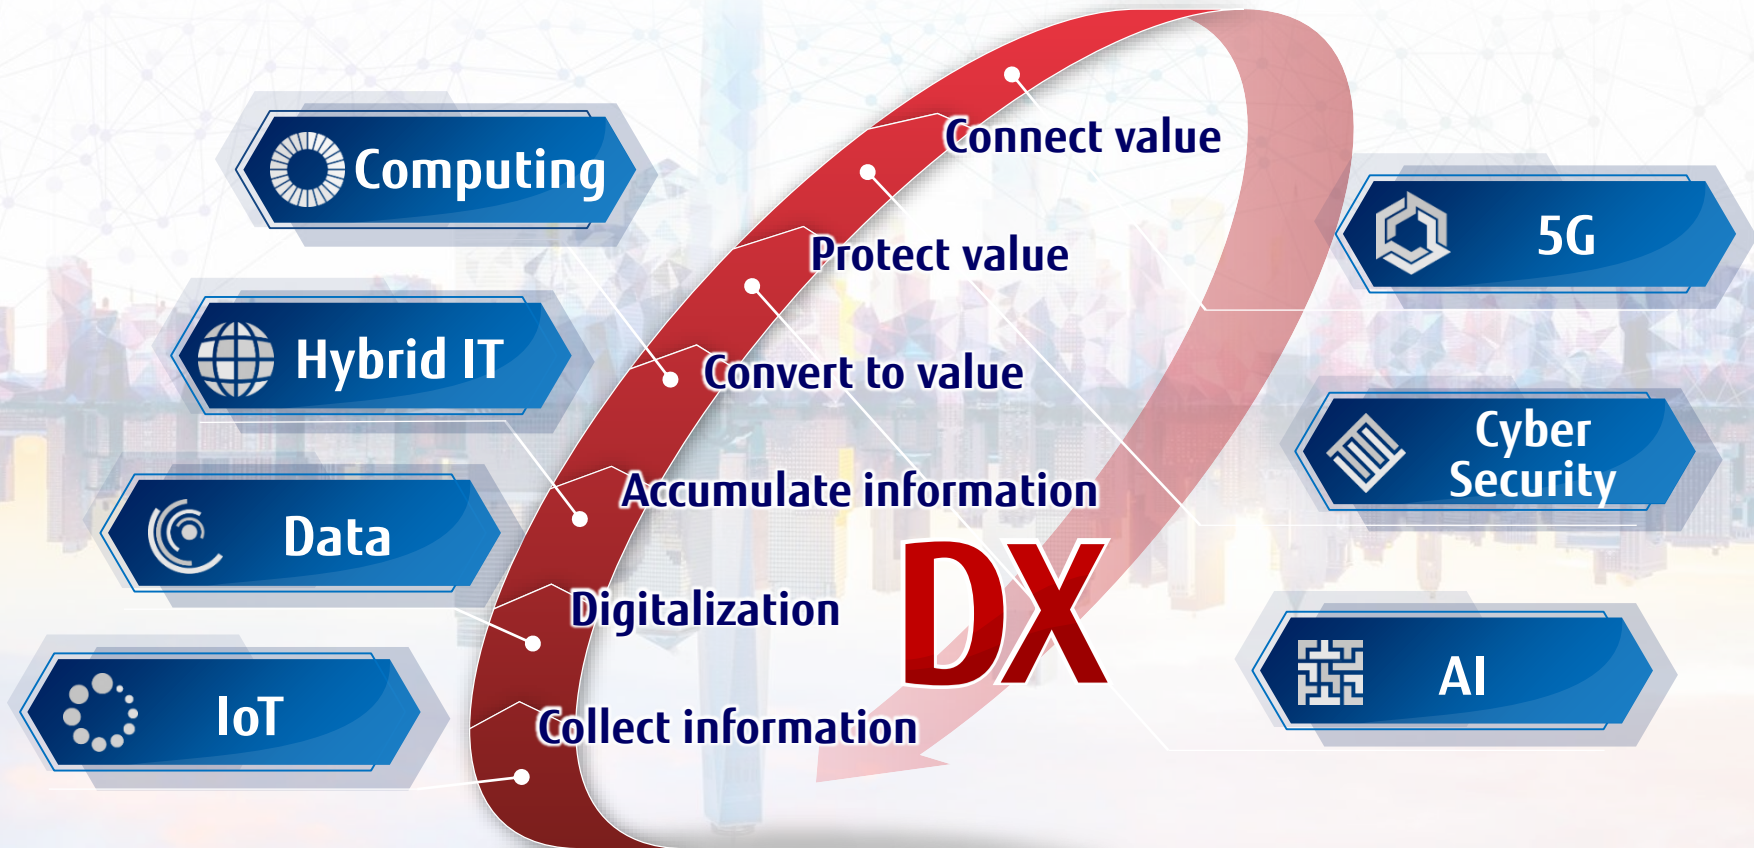 Computing
Hybrid IT
Data
IoT
Connect value
Protect value
Convert to value
Accumulate information
Digitalization
Collect information
DX
5G
Cyber
Security
AI